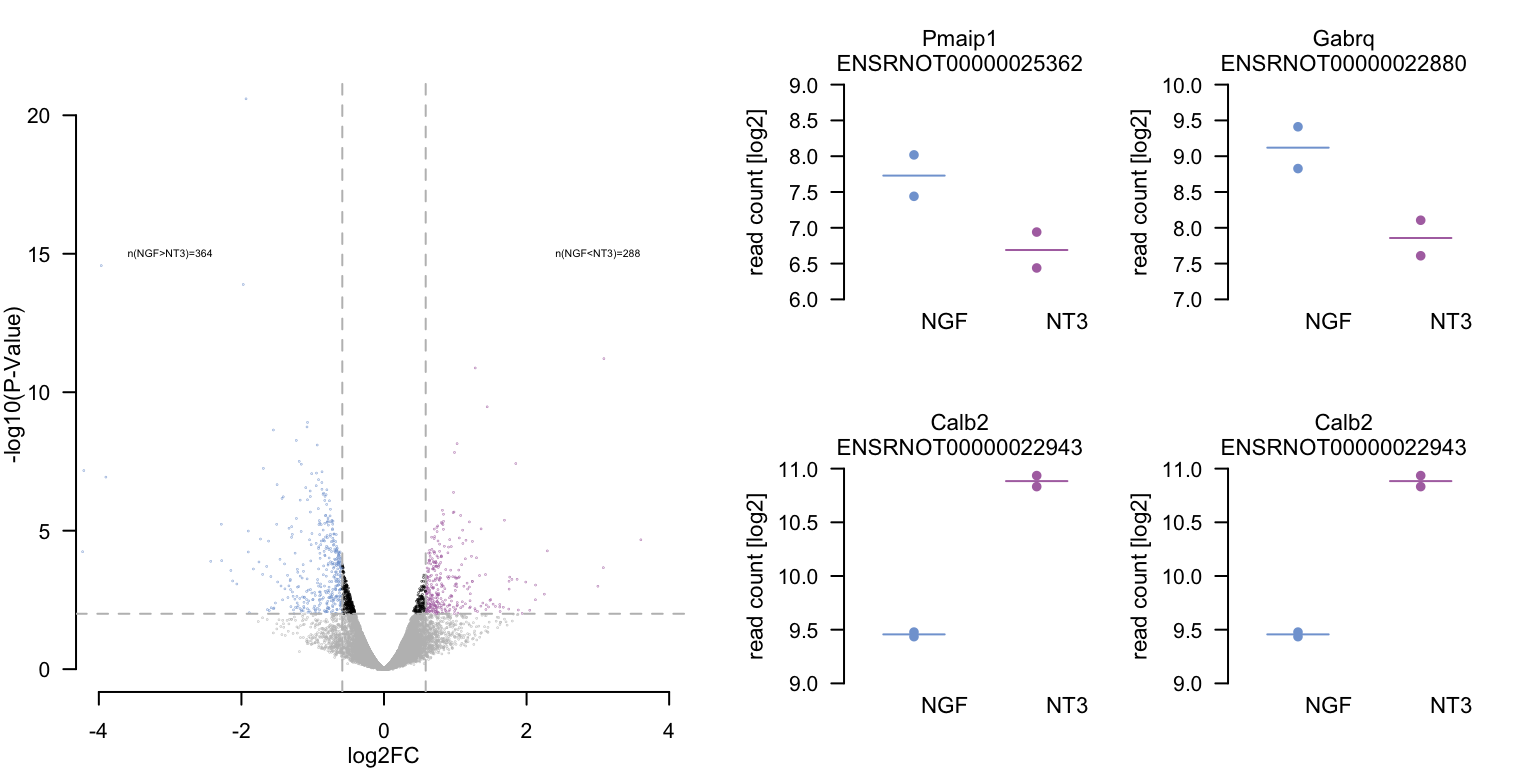 20
15
10
5
0
-log10(P-Value)
n(NGF>NT3)=364
n(NGF<NT3)=288
-4
-2
0
2
4
log2FC
Pmaip1
ENSRNOT00000025362
9.0
8.5
8.0
7.5
7.0
6.5
6.0
read count [log2]
NGF
NT3
Gabrq
ENSRNOT00000022880
10.0
9.5
9.0
8.5
8.0
7.5
7.0
read count [log2]
NGF
NT3
Calb2
ENSRNOT00000022943
11.0
10.5
10.0
9.5
9.0
read count [log2]
NGF
NT3
Calb2
ENSRNOT00000022943
11.0
10.5
10.0
9.5
9.0
read count [log2]
NGF
NT3